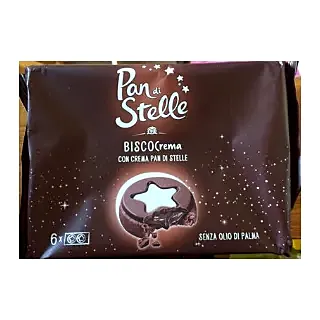 Pan di
Stelle
BISCOCrema
CON CREMA PAN DI STELLE
6x
SENZA OLIO DI PALMA